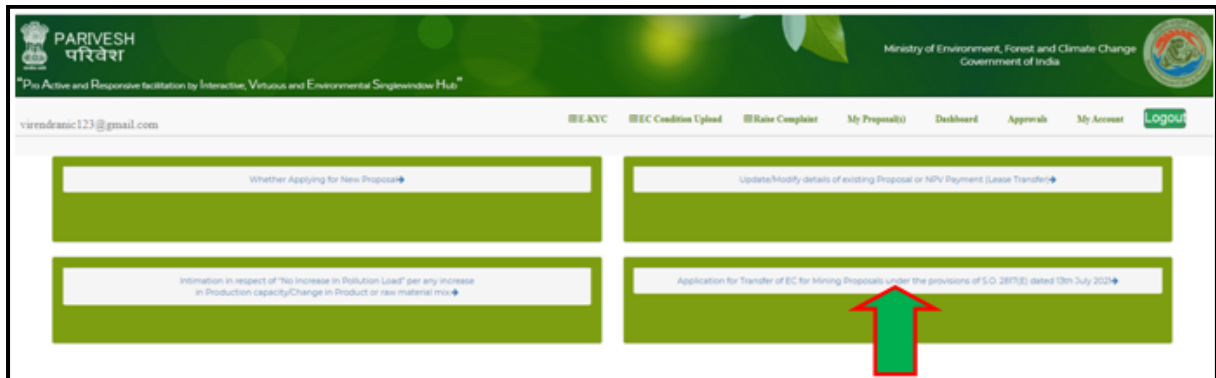 PARIVESH
परिवेश
"Pro Active and Responsive facilitation by Interactive, Virtuous and Environmental Singlewindow Hub"
Ministry of Environment, Forest and Climate Change
Government of India
virendranic123@gmail.com
E-KYC EC Condition Upload Raise Complaint My Proposal(s) Dashboard Approvals My Account Logout
Whether Applying for New Proposal
Update/Modify details of existing Proposal or NPV Payment (Lease Transfer)
Intimation in respect of "No Increase in Pollution Load" per any increase
in Production capacity/Change in Product or raw material mix
Application for Transfer of EC for Mining Proposals under the provisions of S.O. 2817(E) dated 13th July 2021